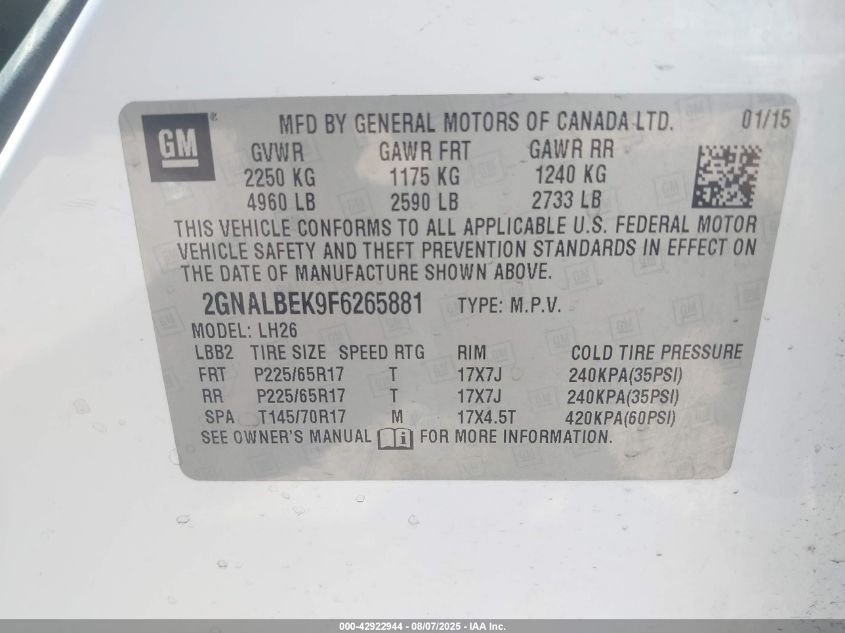 GM
MFD BY GENERAL MOTORS OF CANADA LTD. 01/15
GVWR GAWR FRT GAWR RR
2250 KG 1175 KG 1240 KG
4960 LB 2590 LB 2733 LB
THIS VEHICLE CONFORMS TO ALL APPLICABLE U.S. FEDERAL MOTOR
VEHICLE SAFETY AND THEFT PREVENTION STANDARDS IN EFFECT ON
THE DATE OF MANUFACTURE SHOWN ABOVE.
2GNALBEK9F6265881 TYPE: M.P.V.
MODEL: LH26
LBB2 TIRE SIZE SPEED RTG RIM COLD TIRE PRESSURE
FRT P225/65R17 T 17X7J 240KPA(35PSI)
RR P225/65R17 T 17X7J 240KPA(35PSI)
SPA T145/70R17 M 17X4.5T 420KPA(60PSI)
SEE OWNER'S MANUAL i FOR MORE INFORMATION.
000-42922944 - 08/07/2025 - IAA Inc.